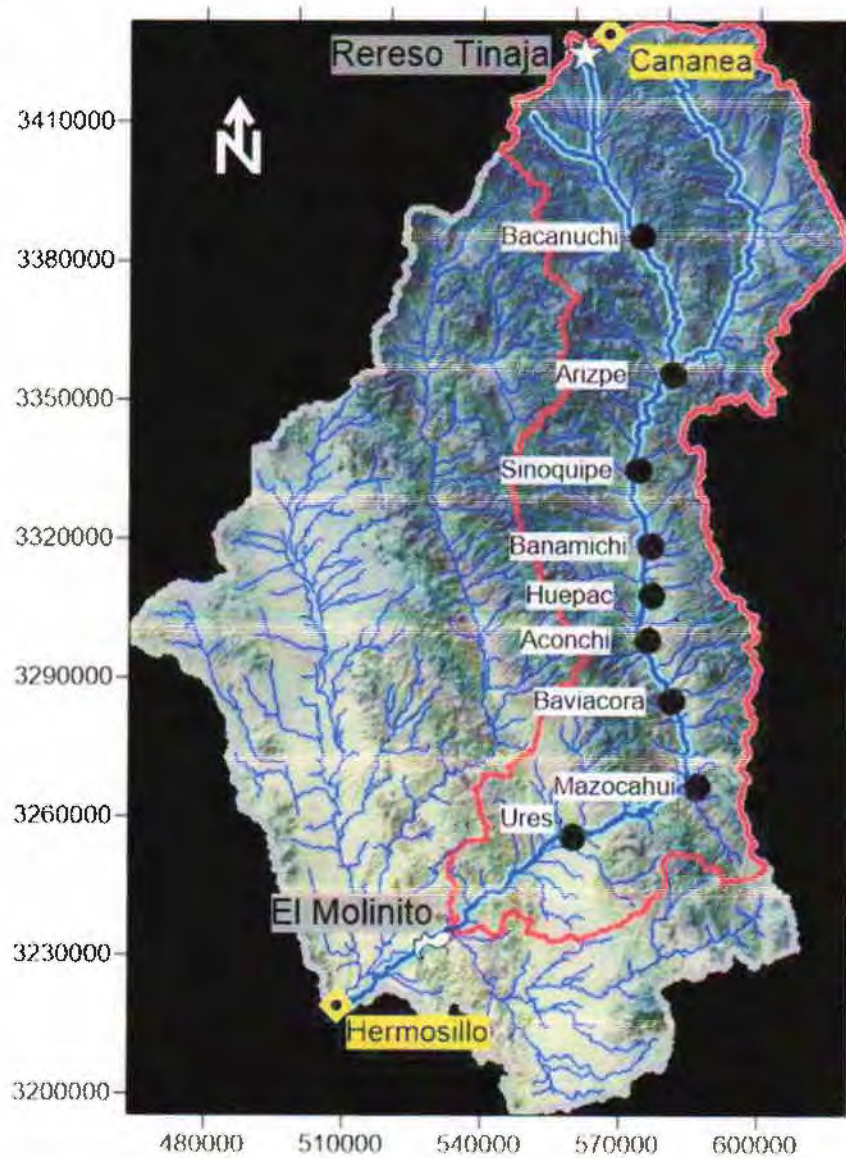 Rereso Tinaja
Cananea
N
3410000
Bacanuchi
3380000
Arizpe
3350000
Sinoquipe
3320000
Banamichi
Huepac
Aconchi
3290000
Baviacora
Mazocahui
3260000
Ures
El Molinito
3230000
Hermosillo
3200000
480000 510000 540000 570000 600000